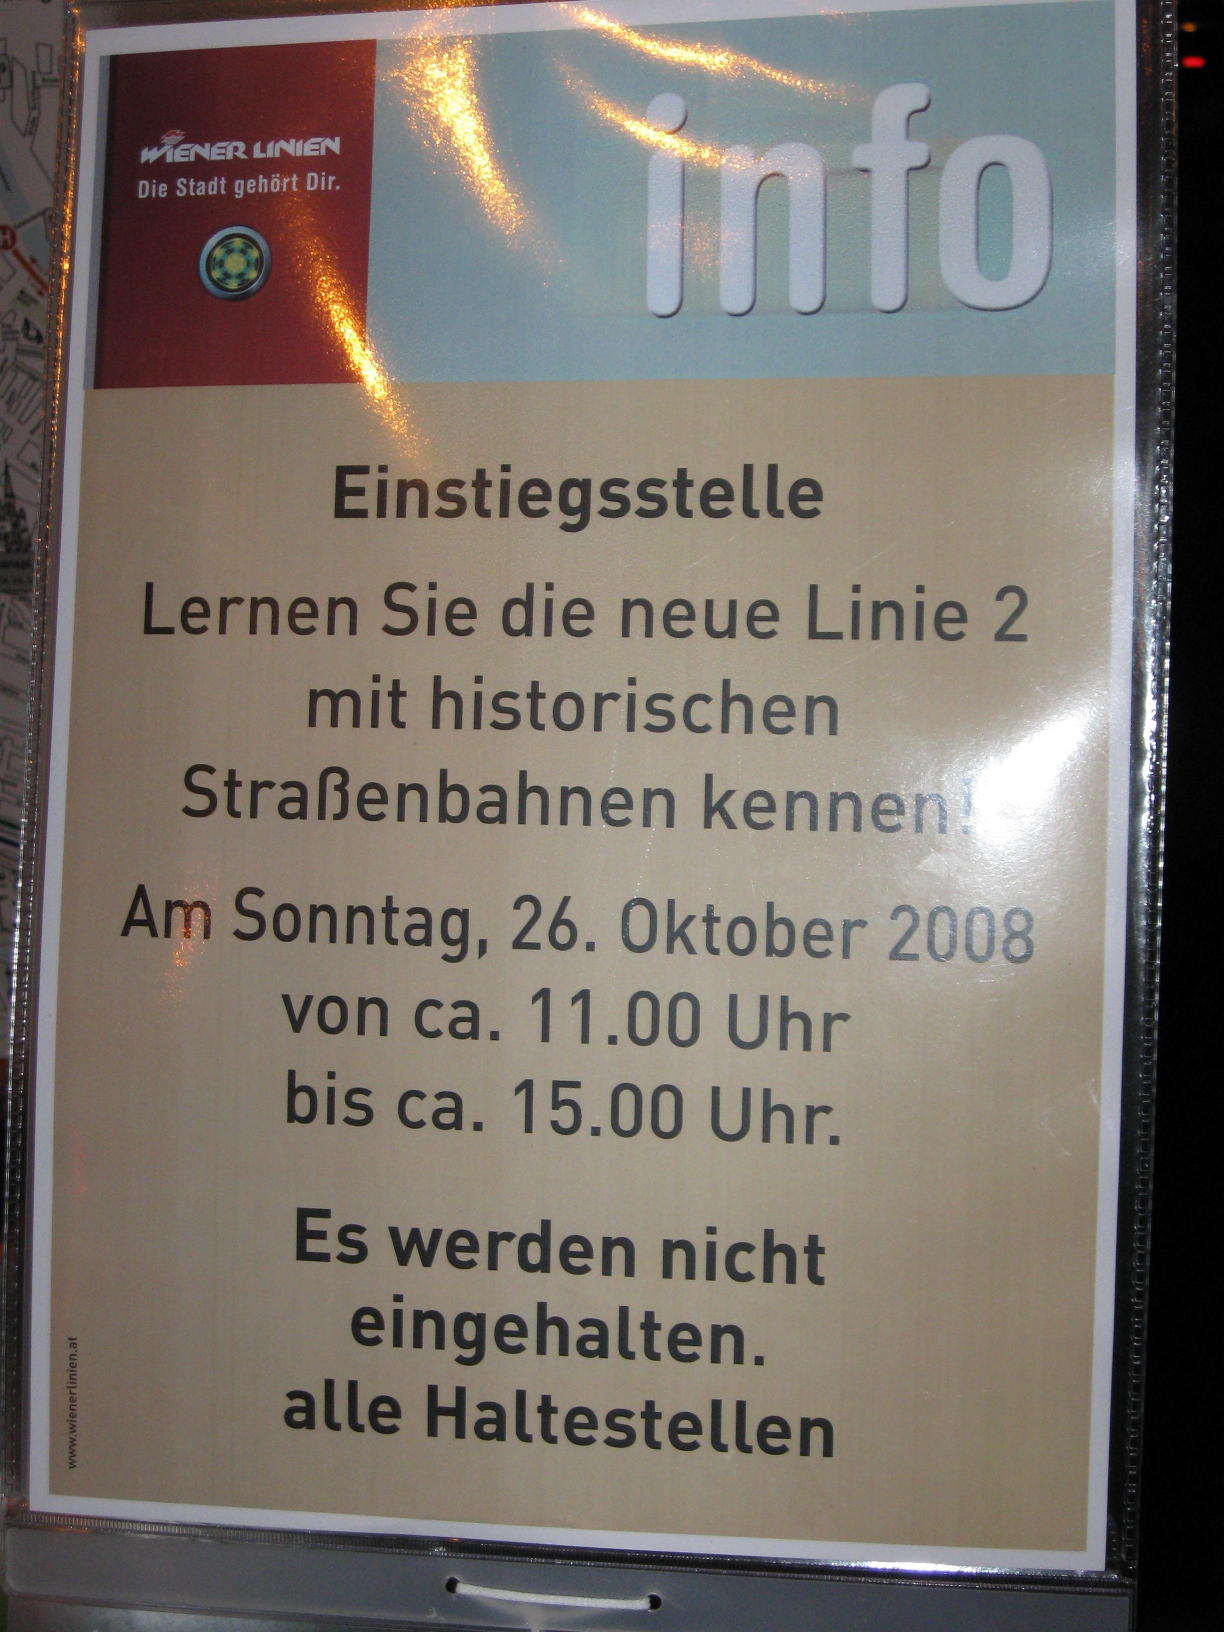 WIENER LINIEN
Die Stadt gehört Dir.
info
Einstiegsstelle
Lernen Sie die neue Linie 2
mit historischen
Straßenbahnen kennen!
Am Sonntag, 26. Oktober 2008
von ca. 11.00 Uhr
bis ca. 15.00 Uhr.
Es werden nicht
eingehalten.
alle Haltestellen
www.wienerlinien.at
H